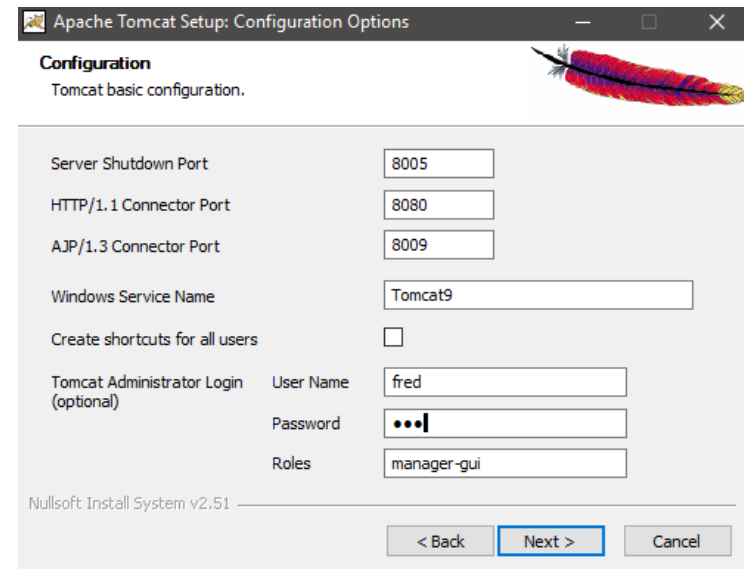 Apache Tomcat Setup: Configuration Options
Configuration
Tomcat basic configuration.
Server Shutdown Port 8005
HTTP/1.1 Connector Port 8080
AJP/1.3 Connector Port 8009
Windows Service Name Tomcat9
Create shortcuts for all users
Tomcat Administrator Login (optional)
User Name fred
Password •••
Roles manager-gui
Nullsoft Install System v2.51
< Back Next > Cancel